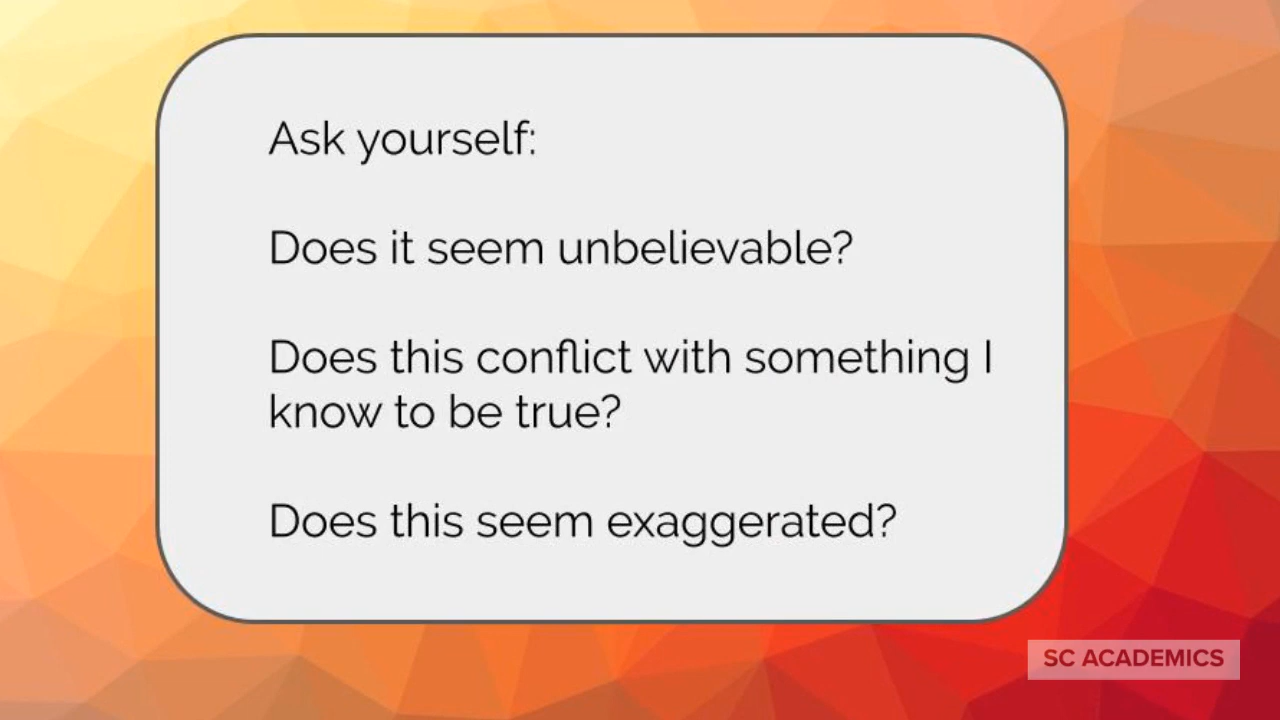 Ask yourself:
Does it seem unbelievable?
Does this conflict with something I
know to be true?
Does this seem exaggerated?
SC ACADEMICS